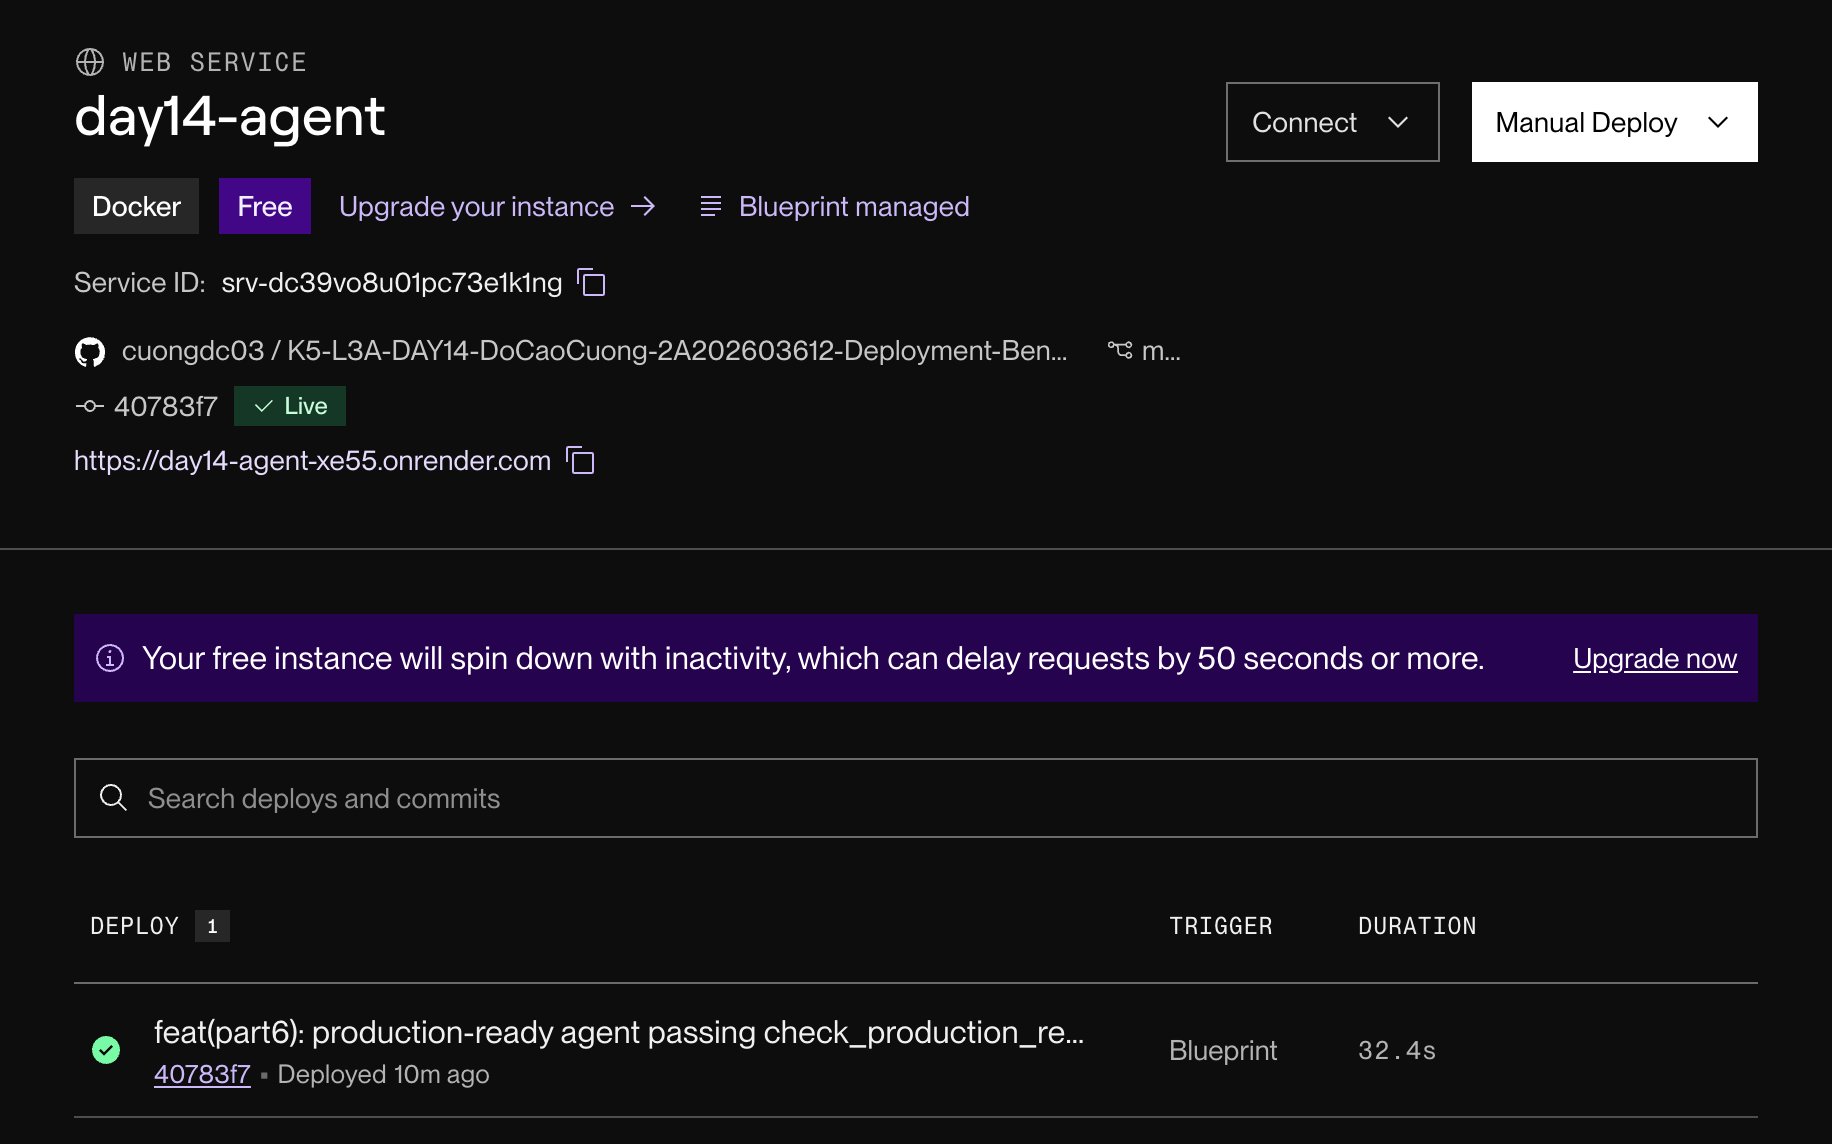 WEB SERVICE
day14-agent
Connect
Manual Deploy
Docker
Free
Upgrade your instance →
Blueprint managed
Service ID: srv-dc39vo8u01pc73e1k1ng
cuongdc03 / K5-L3A-DAY14-DoCaoCuong-2A202603612-Deployment-Ben... m...
40783f7 Live
https://day14-agent-xe55.onrender.com
Your free instance will spin down with inactivity, which can delay requests by 50 seconds or more. Upgrade now
Search deploys and commits
DEPLOY 1 TRIGGER DURATION
feat(part6): production-ready agent passing check_production_re...
40783f7 ▪ Deployed 10m ago
Blueprint
32.4s